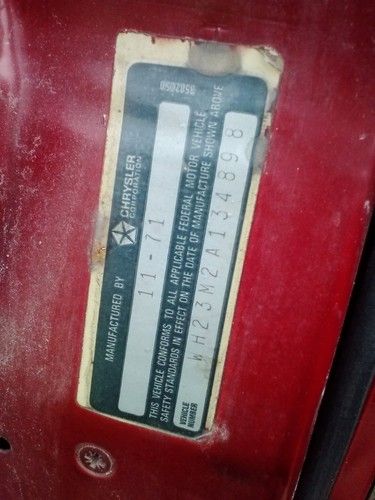 3502050
MANUFACTURED BY CHRYSLER CORPORATION
11-71
THIS VEHICLE CONFORMS TO ALL APPLICABLE FEDERAL MOTOR VEHICLE
SAFETY STANDARDS IN EFFECT ON THE DATE OF MANUFACTURE SHOWN ABOVE
VEHICLE NUMBER WH23M2A134898